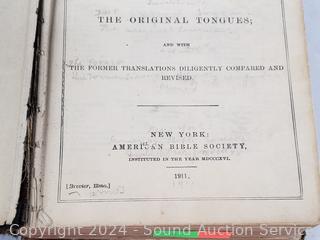 THE ORIGINAL TONGUES;
AND WITH
THE FORMER TRANSLATIONS DILIGENTLY COMPARED AND
REVISED.
NEW YORK:
AMERICAN BIBLE SOCIETY,
INSTITUTED IN THE YEAR MDCCCXVI.
1911.
[Brevier, 12mo.]
Copyright 2024 - Sound Auction Service